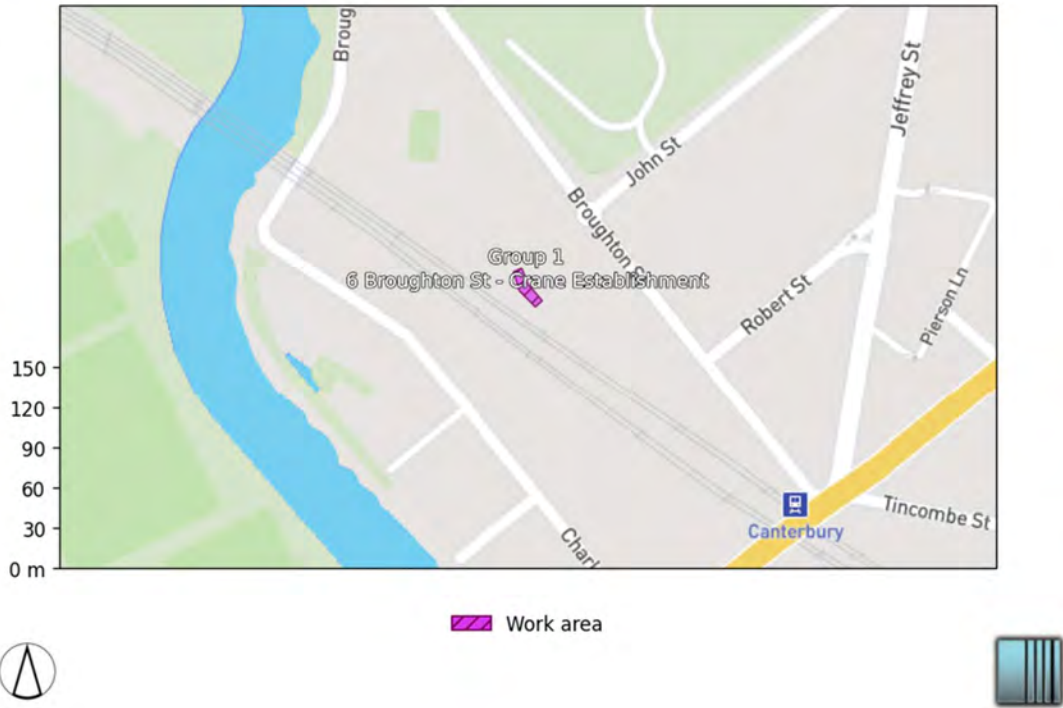 Broug
Jeffrey St
John St
Broughton St
Group 1
6 Broughton St - Crane Establishment
Robert St
Pierson Ln
150
120
90
60
30
0 m
Canterbury
Tincombe St
Charl
Work area